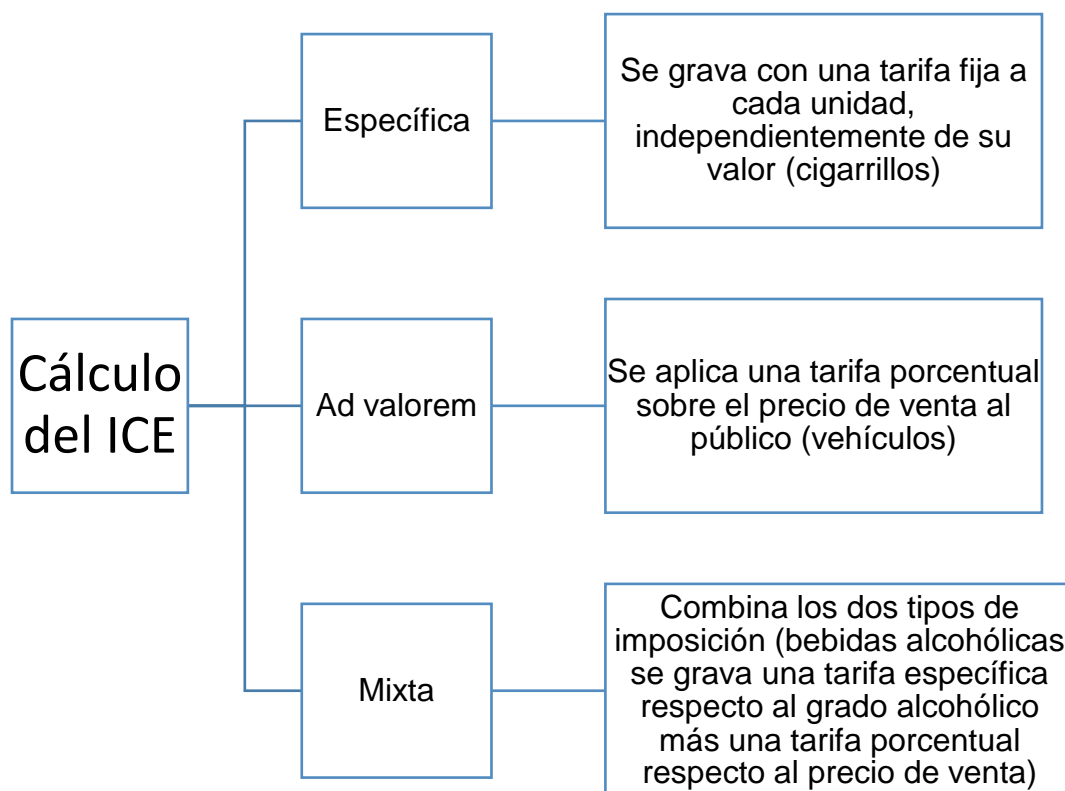 Cálculo
del ICE
Específica
Se grava con una tarifa fija a
cada unidad,
independientemente de su
valor (cigarrillos)
Ad valorem
Se aplica una tarifa porcentual
sobre el precio de venta al
público (vehículos)
Mixta
Combina los dos tipos de
imposición (bebidas alcohólicas
se grava una tarifa específica
respecto al grado alcohólico
más una tarifa porcentual
respecto al precio de venta)